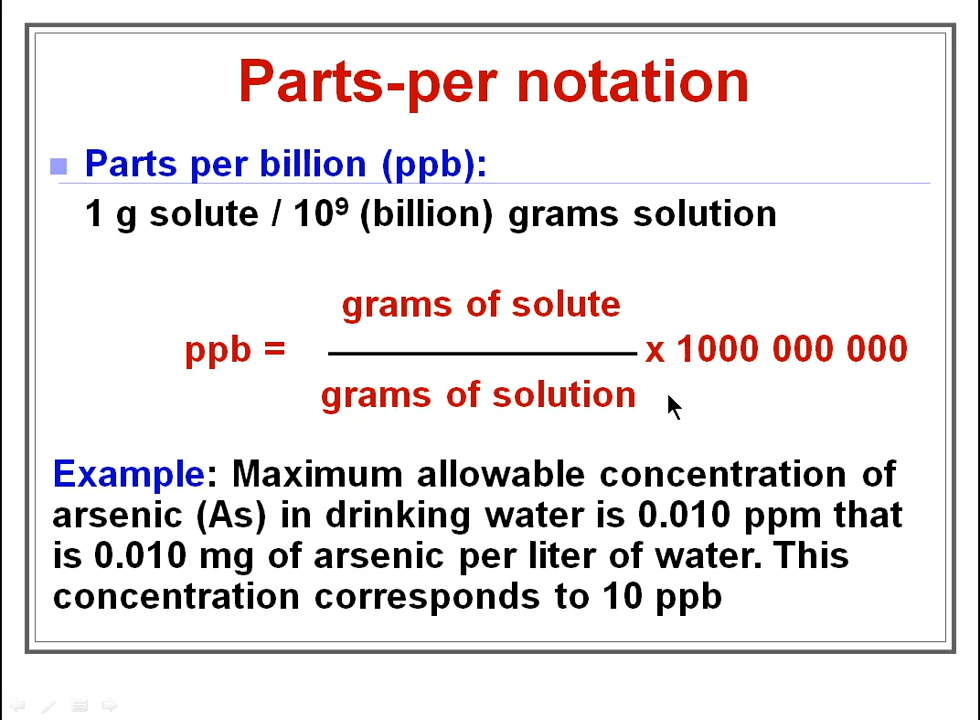 Parts-per notation
Parts per billion (ppb):
1 g solute / 10⁹ (billion) grams solution
grams of solute
ppb = x 1000 000 000
grams of solution
Example: Maximum allowable concentration of
arsenic (As) in drinking water is 0.010 ppm that
is 0.010 mg of arsenic per liter of water. This
concentration corresponds to 10 ppb